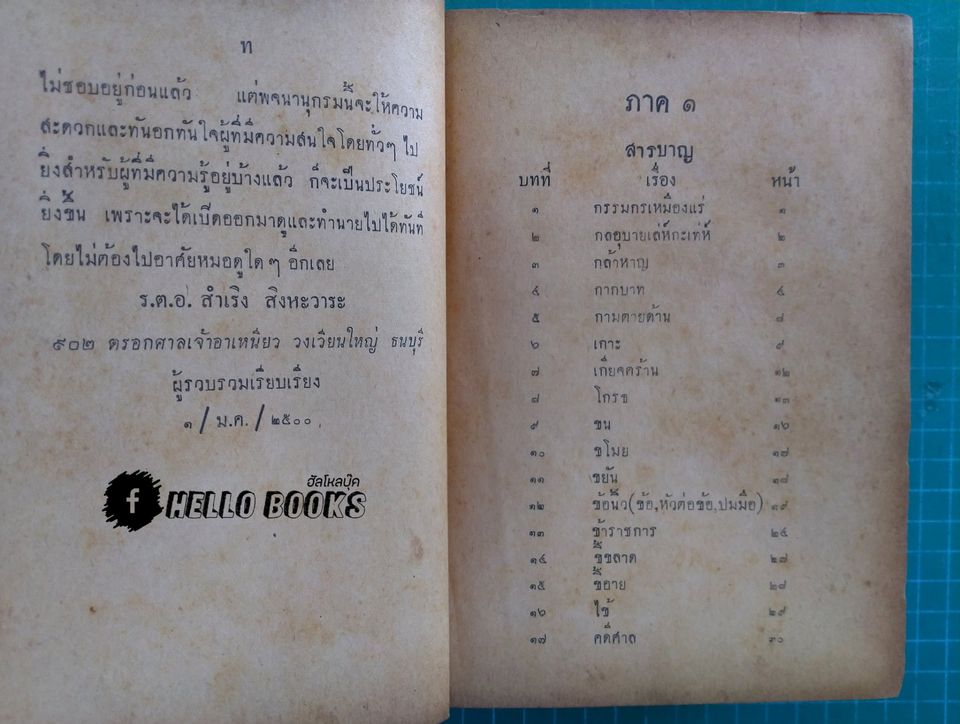 ท
ไม่ชอบอยู่ก่อนแล้ว แต่พจนานุกรมนี้จะให้ความ
สะดวกและทันอกทันใจผู้ที่มีความสนใจโดยทั่วๆ ไป
ยิ่งสำหรับผู้ที่มีความรู้อยู่บ้างแล้ว ก็จะเป็นประโยชน์
ยิ่งขึ้น เพราะจะได้เปิดออกมาดูและทำนายไปได้ทันที
โดยไม่ต้องไปอาศัยหมอดูใดๆ อีกเลย
ร.ต.อ. สำเริง สิงหะวาระ
๙๐๒ ตรอกศาลเจ้าอาเหนียว วงเวียนใหญ่ ธนบุรี
ผู้รวบรวมเรียบเรียง
๑/ม.ค./๒๕๐๐
ฮัลโหลบุ๊ค
f HELLO BOOKS
ภาค ๑
สารบาญ
บทที่ เรื่อง หน้า
๑ กรรมกรเหมืองแร่ ๑
๒ กลอุบายเล่ห์กะเท่ห์ ๒
๓ กล้าหาญ ๓
๔ กากบาท ๔
๕ กามตายด้าน ๘
๖ เกาะ ๙
๗ เกียจคร้าน ๑๒
๘ โกรธ ๑๓
๙ ขน ๑๖
๑๐ ขโมย ๑๗
๑๑ ขยัน ๑๘
๑๒ ข้อนิ้ว(ข้อ,หัวต่อข้อ,ปมมือ) ๑๙
๑๓ ข้าราชการ ๒๔
๑๔ ขี้ขลาด ๒๘
๑๕ ขี้อาย ๒๘
๑๖ ไข้ ๒๙
๑๗ คดีศาล ๓๐